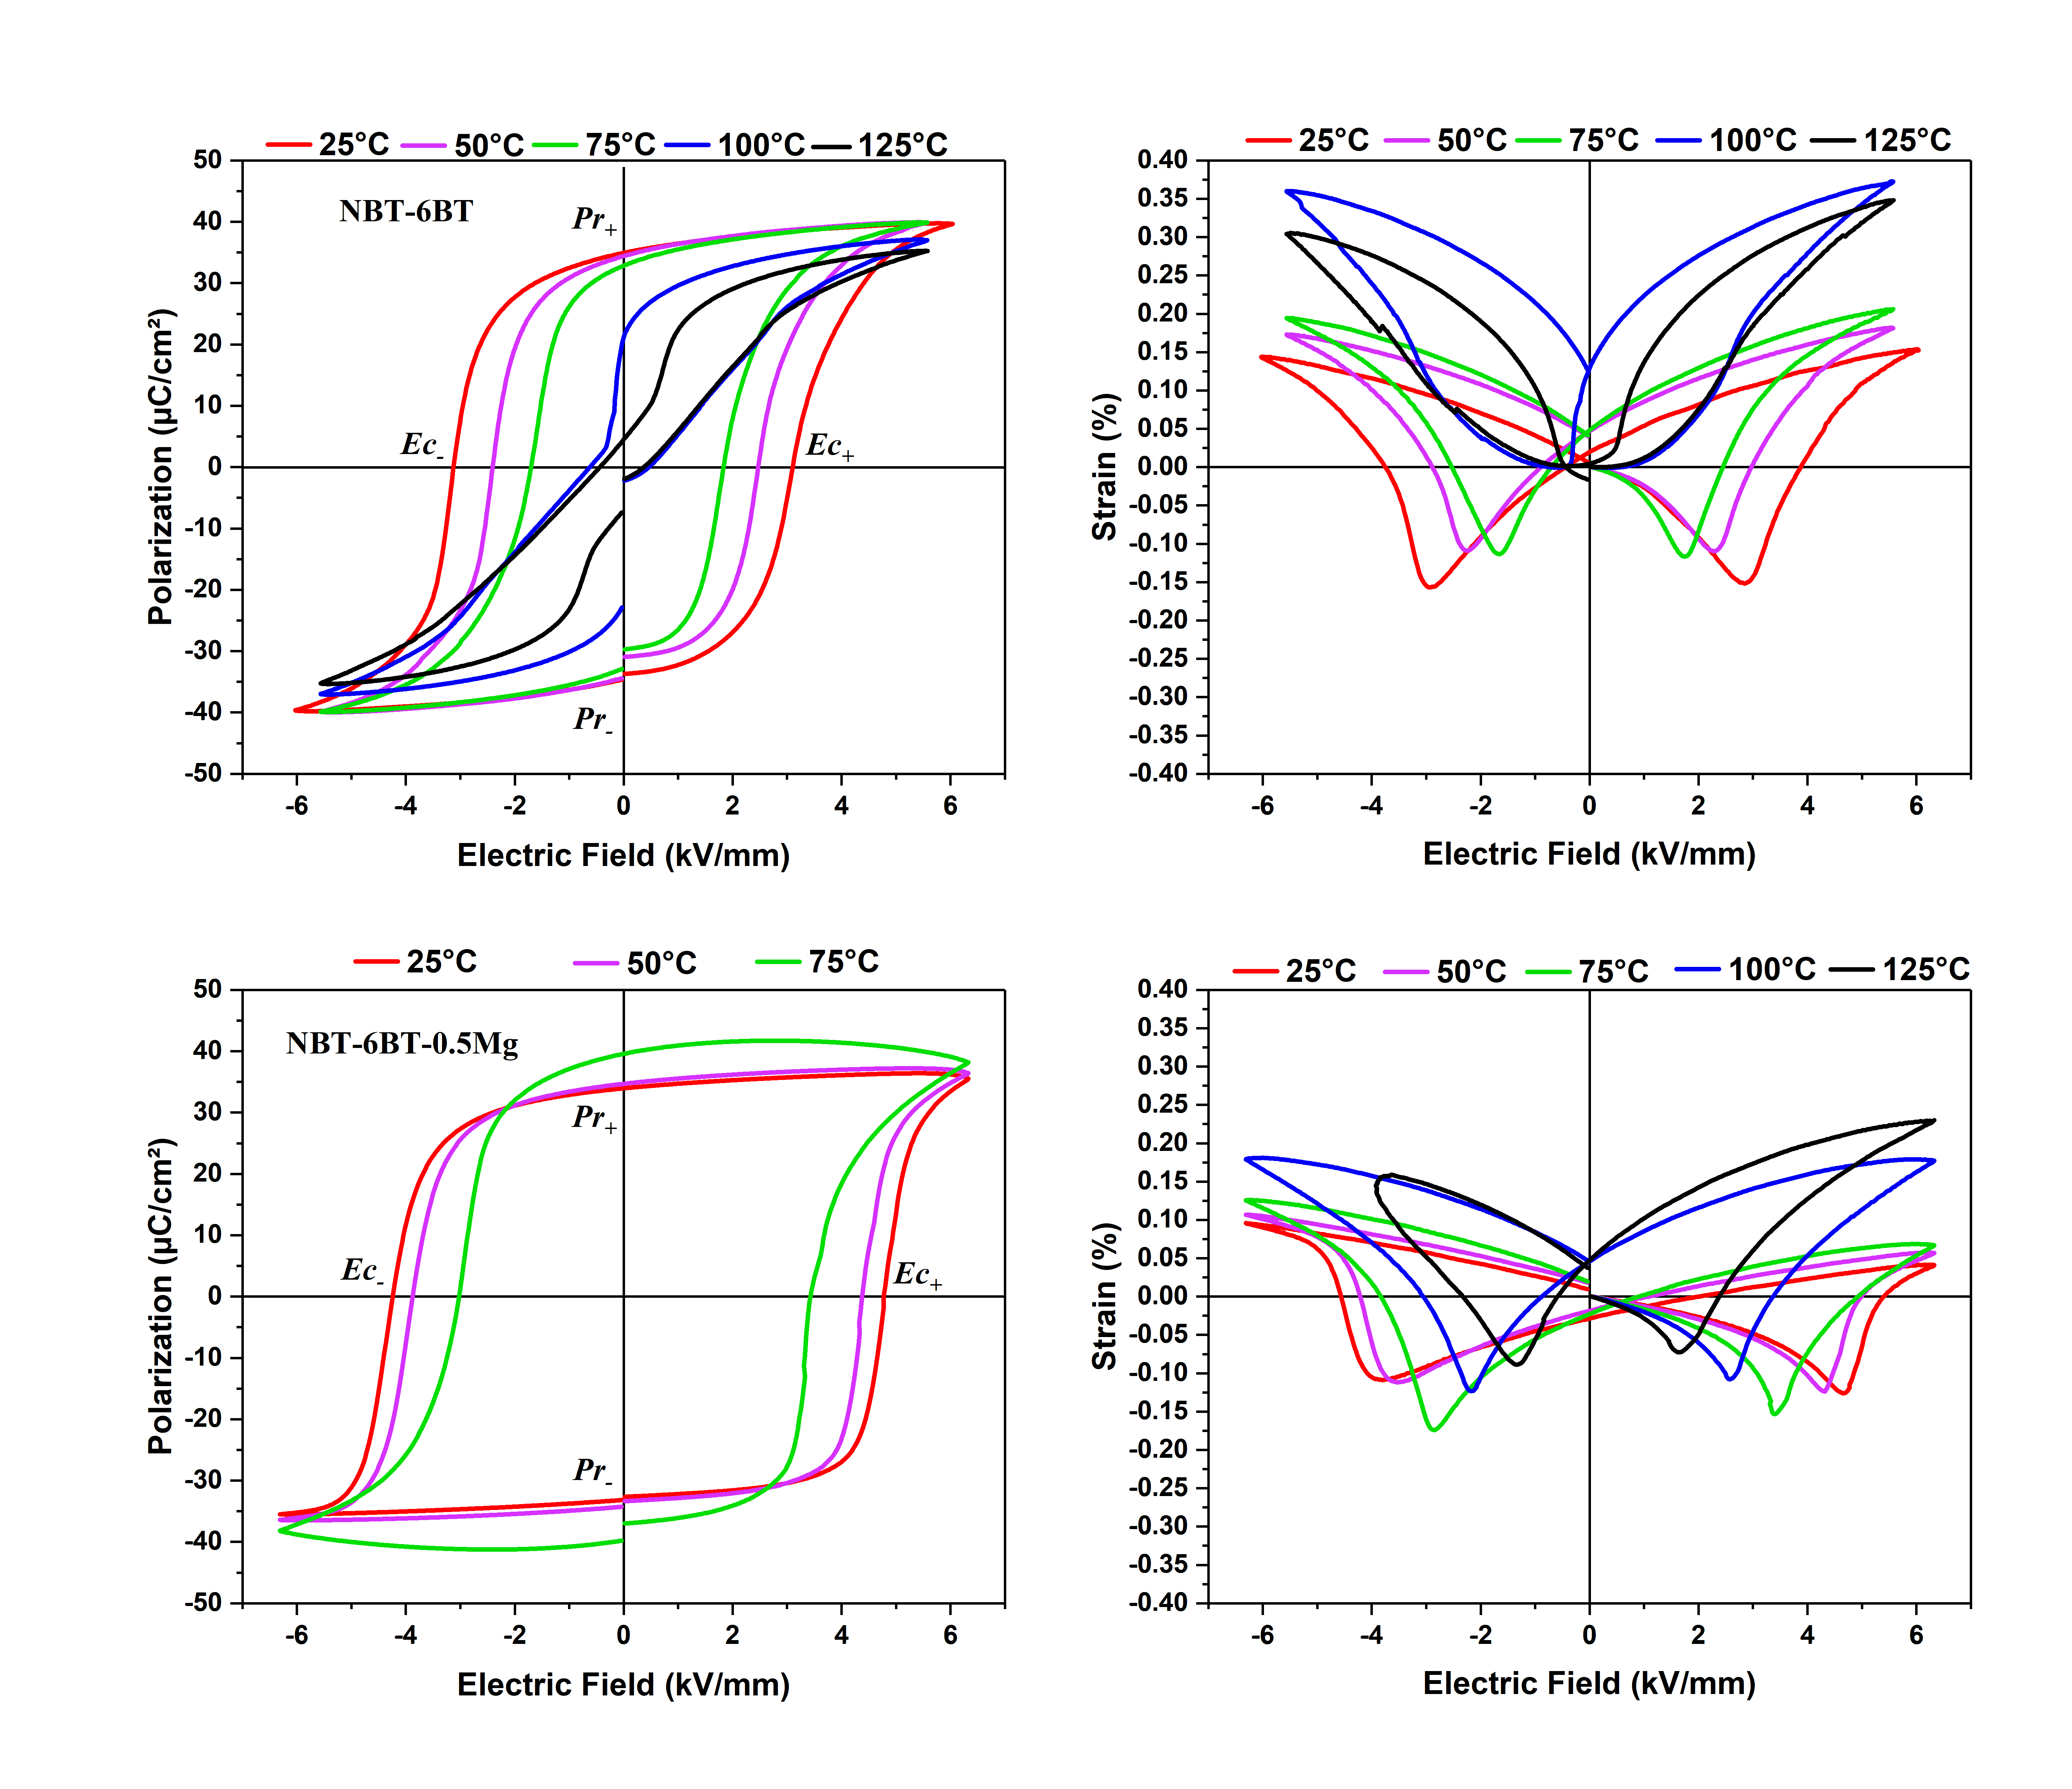 25°C 50°C 75°C 100°C 125°C
50
40
30
20
10
0
-10
-20
-30
-40
-50
Polarization (µC/cm²)
NBT-6BT
Pr+
Ec-
Ec+
Pr-
-6 -4 -2 0 2 4 6
Electric Field (kV/mm)
25°C 50°C 75°C 100°C 125°C
0.40
0.35
0.30
0.25
0.20
0.15
0.10
0.05
0.00
-0.05
-0.10
-0.15
-0.20
-0.25
-0.30
-0.35
-0.40
Strain (%)
-6 -4 -2 0 2 4 6
Electric Field (kV/mm)
25°C 50°C 75°C
50
40
30
20
10
0
-10
-20
-30
-40
-50
Polarization (µC/cm²)
NBT-6BT-0.5Mg
Pr+
Ec-
Ec+
Pr-
-6 -4 -2 0 2 4 6
Electric Field (kV/mm)
25°C 50°C 75°C 100°C 125°C
0.40
0.35
0.30
0.25
0.20
0.15
0.10
0.05
0.00
-0.05
-0.10
-0.15
-0.20
-0.25
-0.30
-0.35
-0.40
Strain (%)
-6 -4 -2 0 2 4 6
Electric Field (kV/mm)